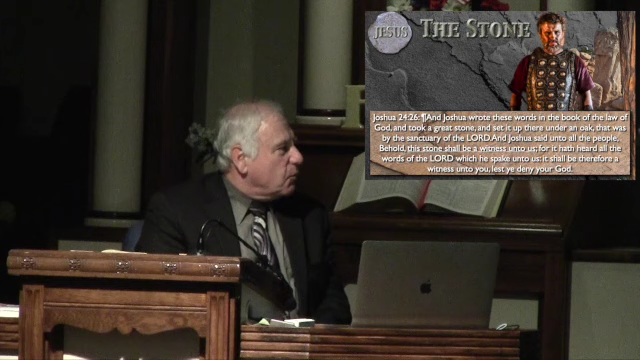 JESUS
THE STONE
Joshua 24:26: ¶And Joshua wrote these words in the book of the law of
God, and took a great stone, and set it up there under an oak, that was
by the sanctuary of the LORD. And Joshua said unto all the people,
Behold, this stone shall be a witness unto us; for it hath heard all the
words of the LORD which he spake unto us: it shall be therefore a
witness unto you, lest ye deny your God.